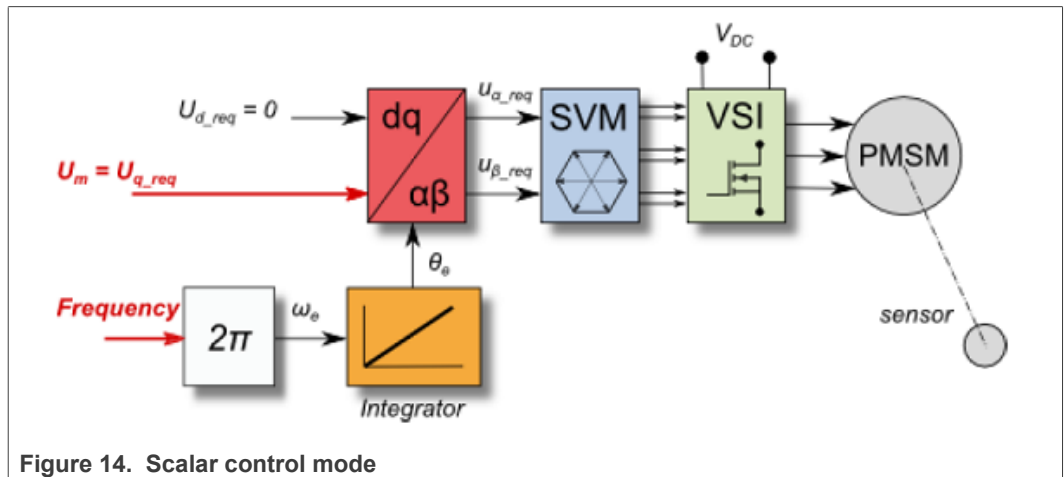 V_DC
U_d_req = 0
dq
αβ
u_α_req
u_β_req
SVM
VSI
PMSM
U_m = U_q_req
θ_e
Frequency
2π
ω_e
Integrator
sensor
Figure 14. Scalar control mode